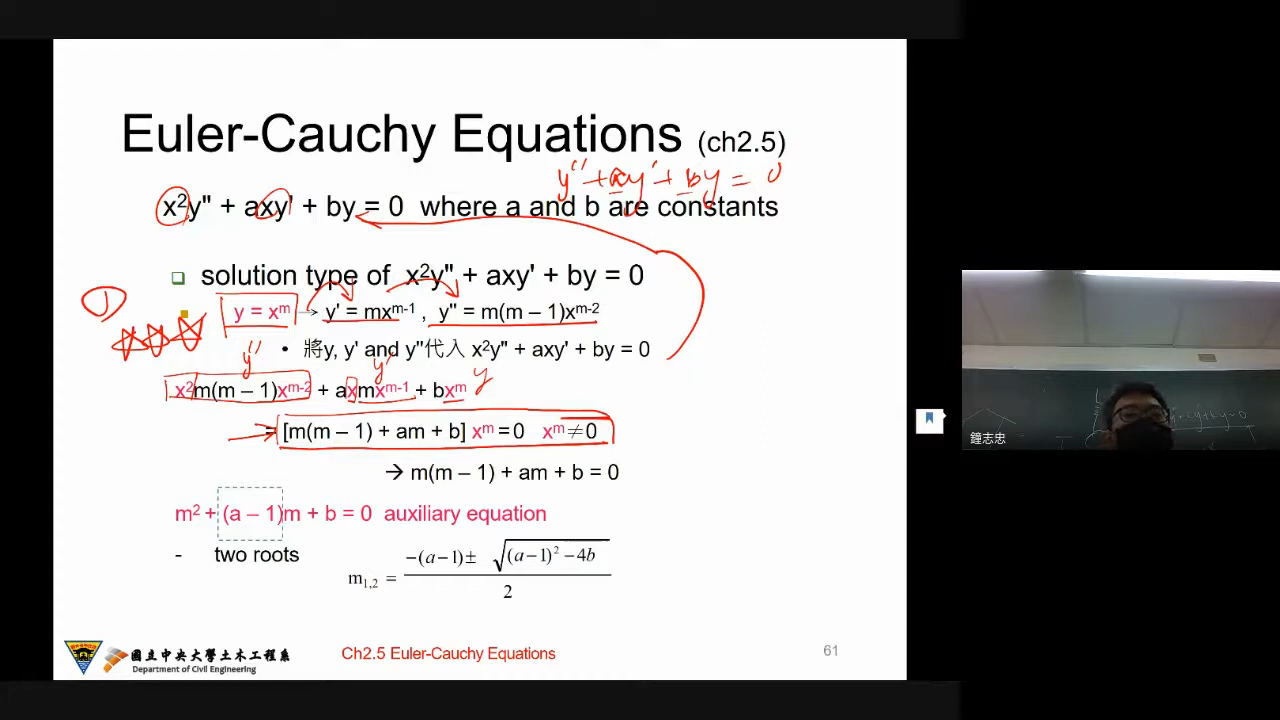 Euler-Cauchy Equations (ch2.5)
y'' + ay' + by = 0
x²y" + axy' + by = 0 where a and b are constants
solution type of x²y" + axy' + by = 0
①
y = xᵐ → y' = mxᵐ⁻¹ , y" = m(m – 1)xᵐ⁻²
• 將y, y' and y"代入 x²y" + axy' + by = 0
y'' y' y
x²m(m – 1)xᵐ⁻² + axmxᵐ⁻¹ + bxᵐ
= [m(m – 1) + am + b] xᵐ = 0 xᵐ ≠ 0
→ m(m – 1) + am + b = 0
m² + (a – 1)m + b = 0 auxiliary equation
- two roots
m₁,₂ = (-(a-1)± √((a-1)² -4b)) / 2
國立中央大學土木工程系
Department of Civil Engineering
Ch2.5 Euler-Cauchy Equations
61
鐘志忠